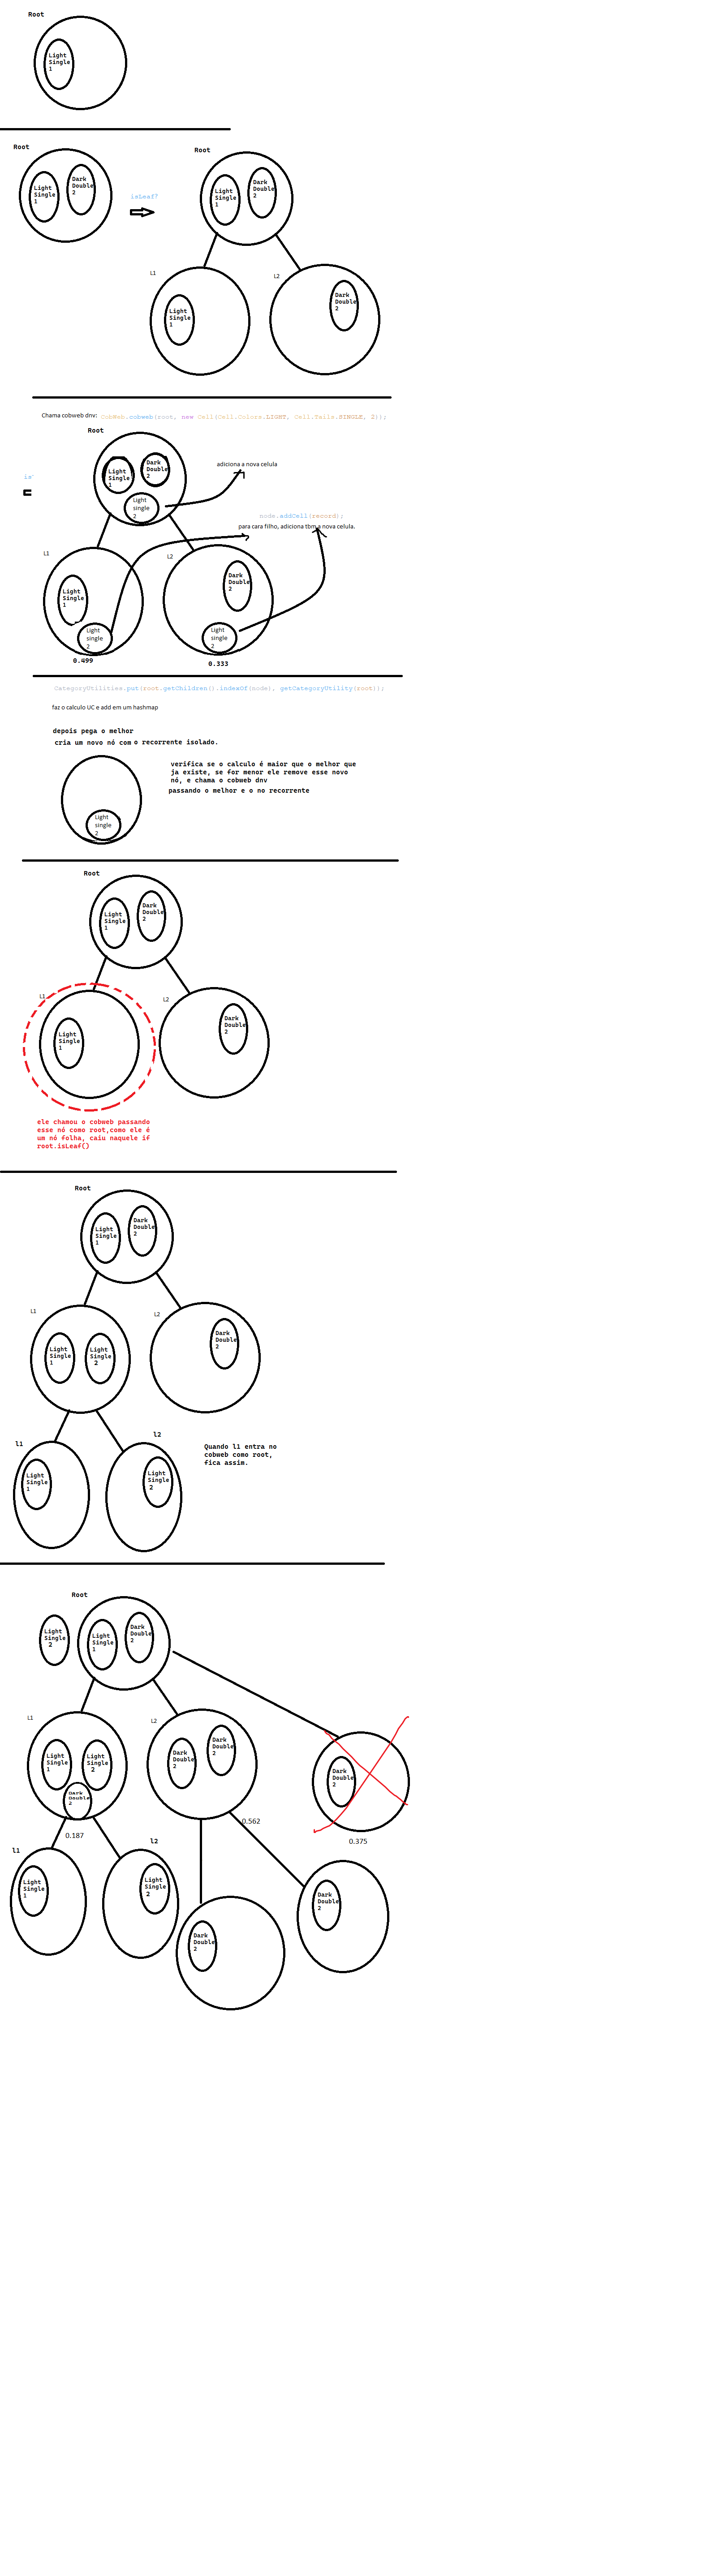 Root
Light
Single
1
Root
Light
Single
1
Dark
Double
2
isLeaf?
Root
Light
Single
1
Dark
Double
2
L1
Light
Single
1
L2
Dark
Double
2
Chama cobweb dnv: CobWeb.cobweb(root, new Cell(Cell.Colors.LIGHT, Cell.Tails.SINGLE, 2));
Root
Light
Single
1
Dark
Double
2
Light
single
2
adiciona a nova celula
node.addCell(record);
para cara filho, adiciona tbm a nova celula.
L1
Light
Single
1
Light
single
2
0.499
L2
Dark
Double
2
Light
single
2
0.333
CategoryUtilities.put(root.getChildren().indexOf(node), getCategoryUtility(root));
faz o calculo UC e add em um hashmap
depois pega o melhor
cria um novo nó com o recorrente isolado.
Light
single
2
verifica se o calculo é maior que o melhor que
ja existe, se for menor ele remove esse novo
nó, e chama o cobweb dnv
passando o melhor e o no recorrente
Root
Light
Single
1
Dark
Double
2
L1
Light
Single
1
L2
Dark
Double
2
ele chamou o cobweb passando
esse nó como root,como ele é
um nó folha, caiu naquele if
root.isLeaf()
Root
Light
Single
1
Dark
Double
2
L1
Light
Single
1
Light
Single
2
L2
Dark
Double
2
l1
Light
Single
1
l2
Light
Single
2
Quando l1 entra no
cobweb como root,
fica assim.
Root
Light
Single
2
Light
Single
1
Dark
Double
2
L1
Light
Single
1
Light
Single
2
Dark
Double
2
0.187
L2
Dark
Double
2
Dark
Double
2
0.562
Dark
Double
2
0.375
l1
Light
Single
1
l2
Light
Single
2
Dark
Double
2
Dark
Double
2